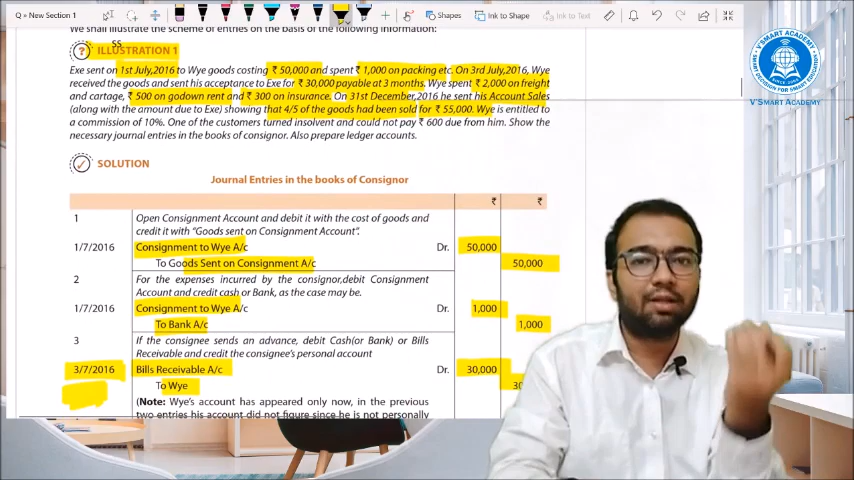 Q » New Section 1
Shapes
Ink to Shape
Ink to Text
We shall illustrate the scheme of entries on the basis of the following information:
55
? ILLUSTRATION 1
Exe sent on 1st July,2016 to Wye goods costing ₹ 50,000 and spent ₹ 1,000 on packing etc. On 3rd July,2016, Wye
received the goods and sent his acceptance to Exe for ₹ 30,000 payable at 3 months. Wye spent ₹ 2,000 on freight
and cartage, ₹ 500 on godown rent and ₹ 300 on insurance. On 31st December,2016 he sent his Account Sales
(along with the amount due to Exe) showing that 4/5 of the goods had been sold for ₹ 55,000. Wye is entitled to
a commission of 10%. One of the customers turned insolvent and could not pay ₹ 600 due from him. Show the
necessary journal entries in the books of consignor. Also prepare ledger accounts.
SOLUTION
Journal Entries in the books of Consignor
₹ ₹
1 Open Consignment Account and debit it with the cost of goods and
credit it with "Goods sent on Consignment Account".
1/7/2016 Consignment to Wye A/c Dr. 50,000
To Goods Sent on Consignment A/c 50,000
2 For the expenses incurred by the consignor,debit Consignment
Account and credit cash or Bank, as the case may be.
1/7/2016 Consignment to Wye A/c Dr. 1,000
To Bank A/c 1,000
3 If the consignee sends an advance, debit Cash(or Bank) or Bills
Receivable and credit the consignee's personal account
3/7/2016 Bills Receivable A/c Dr. 30,000
To Wye
(Note: Wye's account has appeared only now, in the previous
two entries his account did not figure since he is not personally
V'SMART ACADEMY
V'SMART ACADEMY